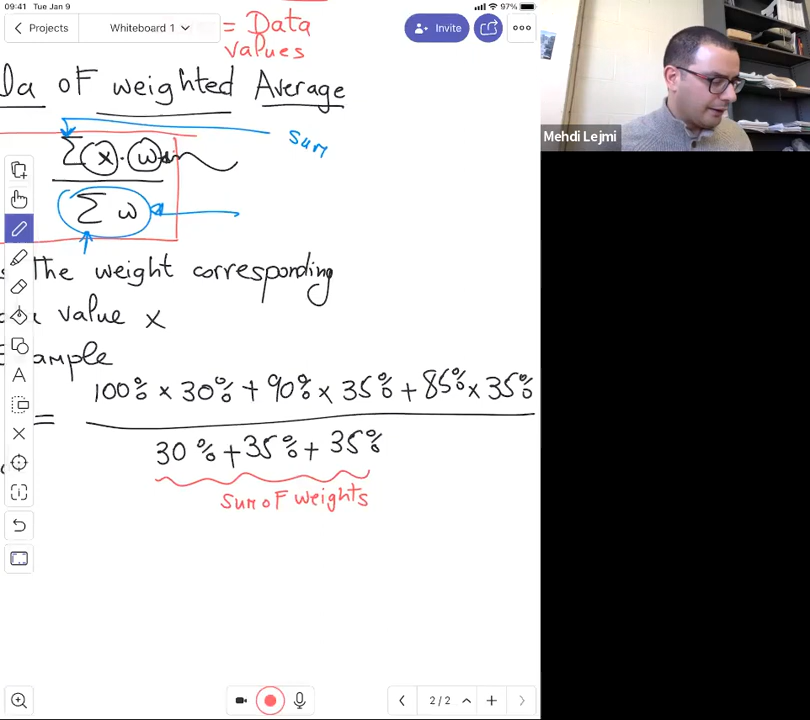 09:41 Tue Jan 9
97%
Projects
Whiteboard 1
Invite
= Data
values
of weighted Average
Σ(x). w
sum
Σ w
The weight corresponding
value x
ample
100% × 30% + 90% × 35% + 85% × 35%
=
30% + 35% + 35%
sum of weights
2/2
Mehdi Lejmi